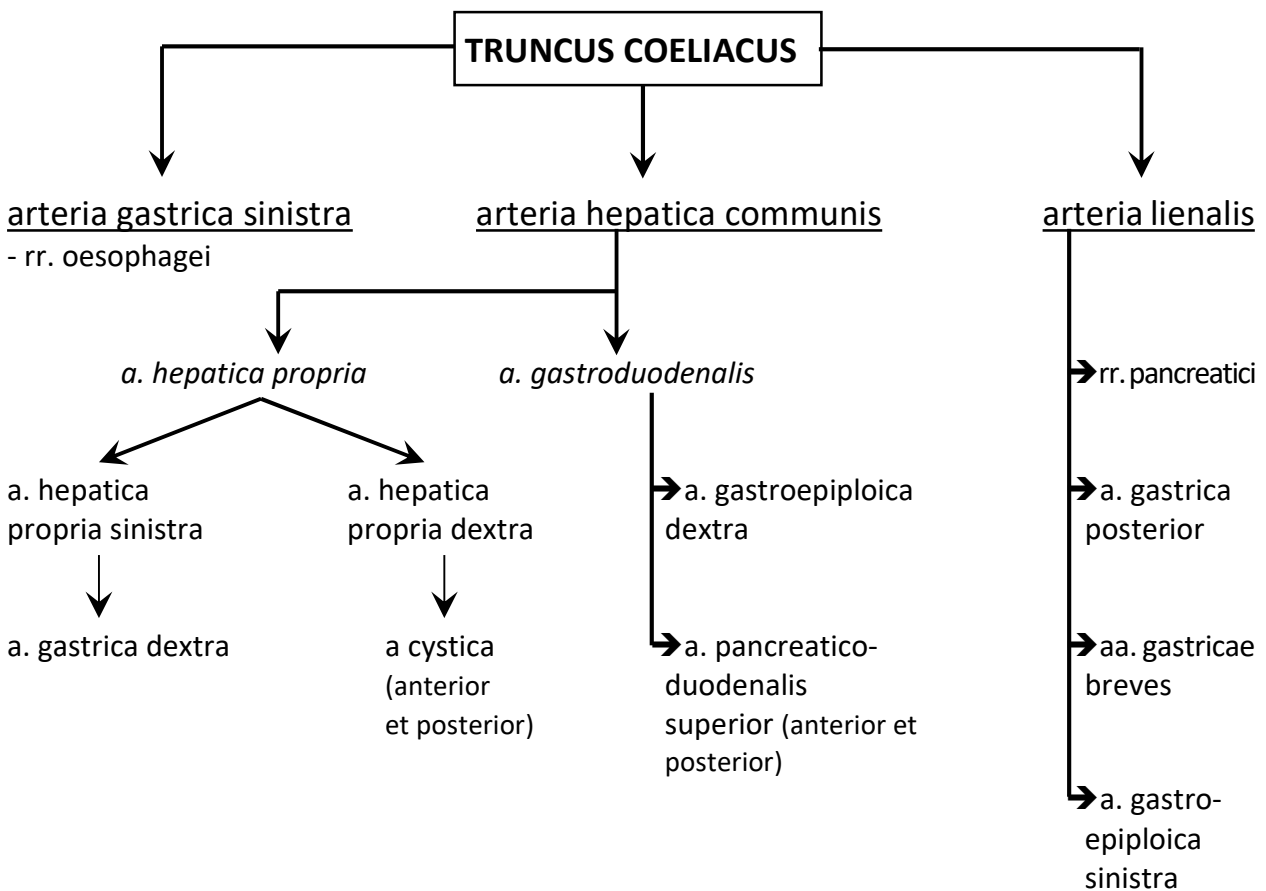 TRUNCUS COELIACUS
arteria gastrica sinistra
- rr. oesophagei
arteria hepatica communis
arteria lienalis
a. hepatica propria
a. gastroduodenalis
a. hepatica
propria sinistra
a. gastrica dextra
a. hepatica
propria dextra
a cystica
(anterior
et posterior)
a. gastroepiploica
dextra
a. pancreatico-
duodenalis
superior (anterior et
posterior)
rr. pancreatici
a. gastrica
posterior
aa. gastricae
breves
a. gastro-
epiploica
sinistra